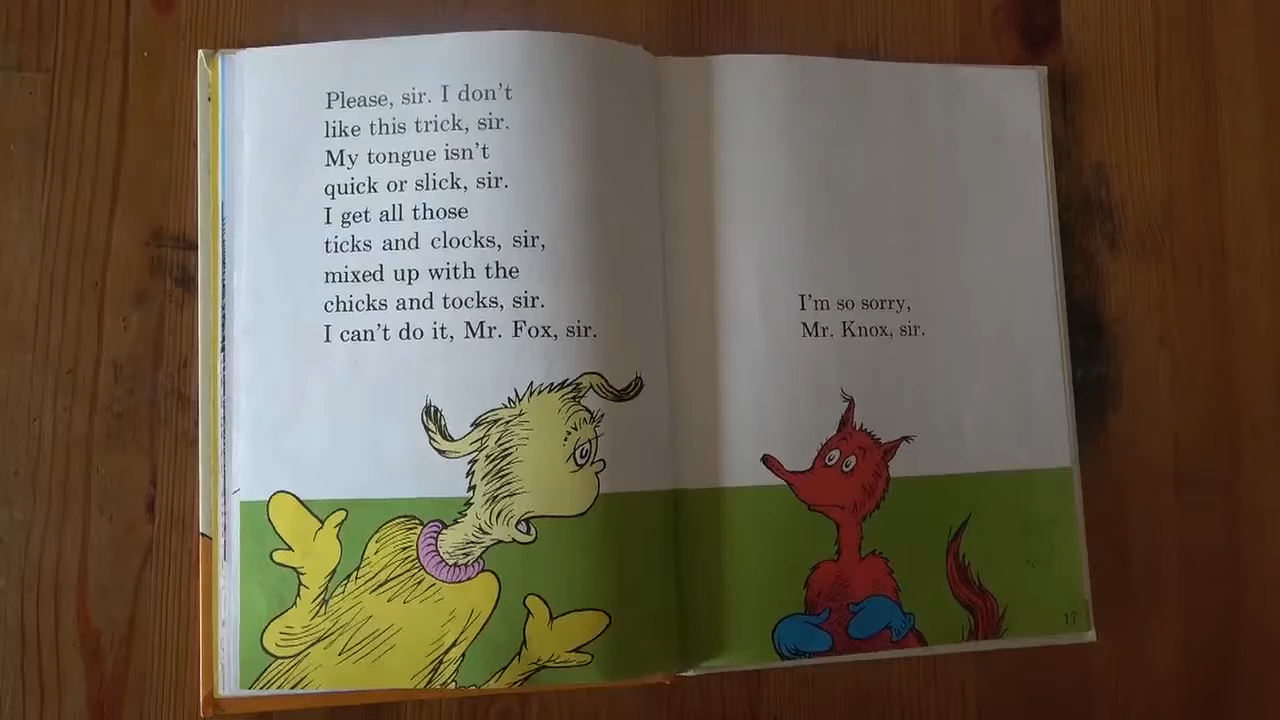 Please, sir. I don't
like this trick, sir.
My tongue isn't
quick or slick, sir.
I get all those
ticks and clocks, sir,
mixed up with the
chicks and tocks, sir.
I can't do it, Mr. Fox, sir.
I'm so sorry,
Mr. Knox, sir.